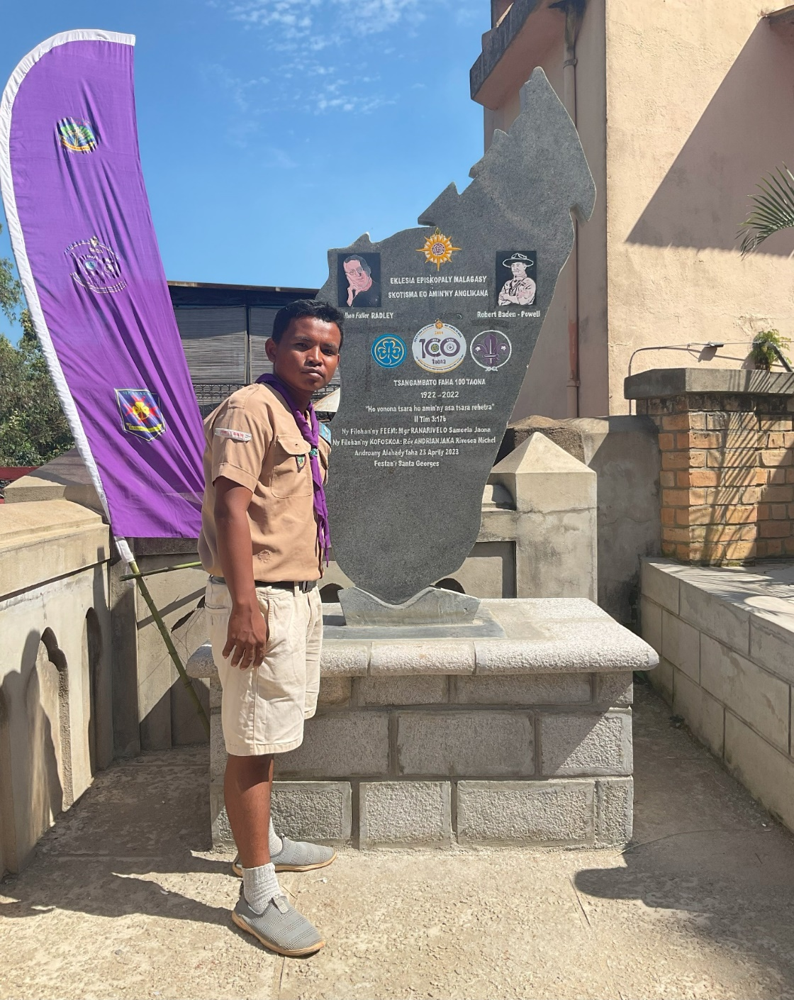 EKLESIA EPISKOPALY MALAGASY
SKOTISMA EO AMIN'NY ANGLIKANA
Fuller RADLEY
Robert Baden - Powell
100
taona
TSANGAMBATO FAHA 100 TAONA
1922 - 2022
"Ho vonona tsara ho amin'ny asa tsara rehetra"
II Tim 3:17b
Ny Filohan'ny FEEM: Mgr RANARIVELO Samoela Jaona
Ny Filohan'ny KOFOSKOA: Rév ANDRIANJAKA Rivosoa Michel
Androany Alahady faha 23 Aprily 2023
Festan'i Santa Georges